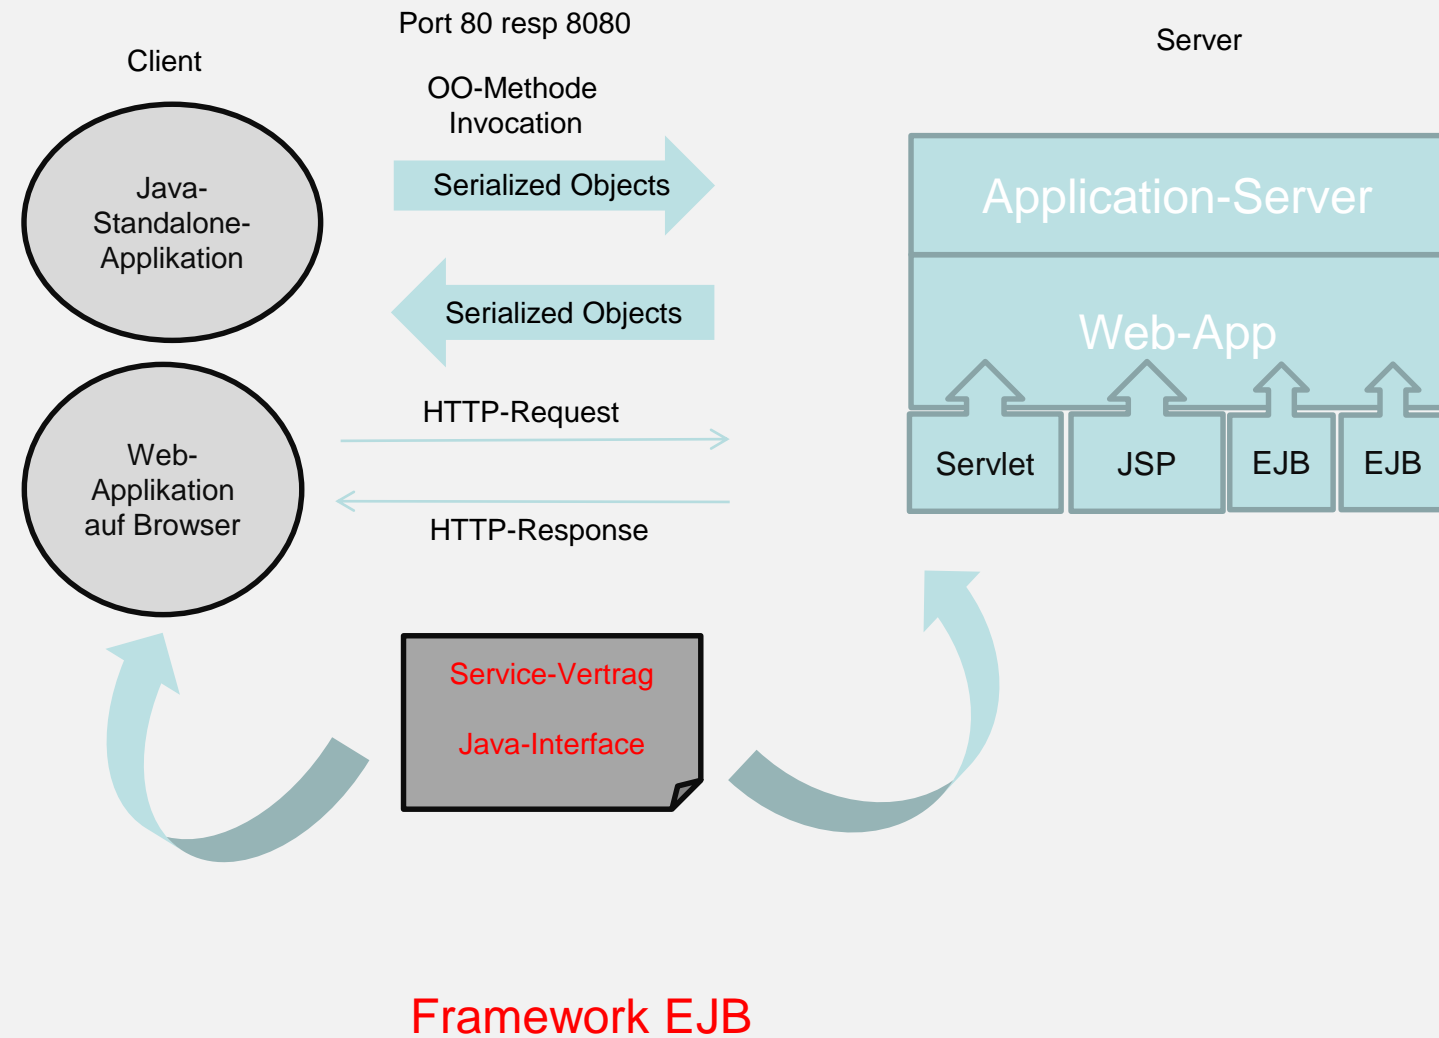 Port 80 resp 8080
Server
Client
OO-Methode
Invocation
Java-
Standalone-
Applikation
Serialized Objects
Application-Server
Serialized Objects
Web-App
HTTP-Request
Web-
Applikation
auf Browser
Servlet
JSP
EJB
EJB
HTTP-Response
Service-Vertrag
Java-Interface
Framework EJB